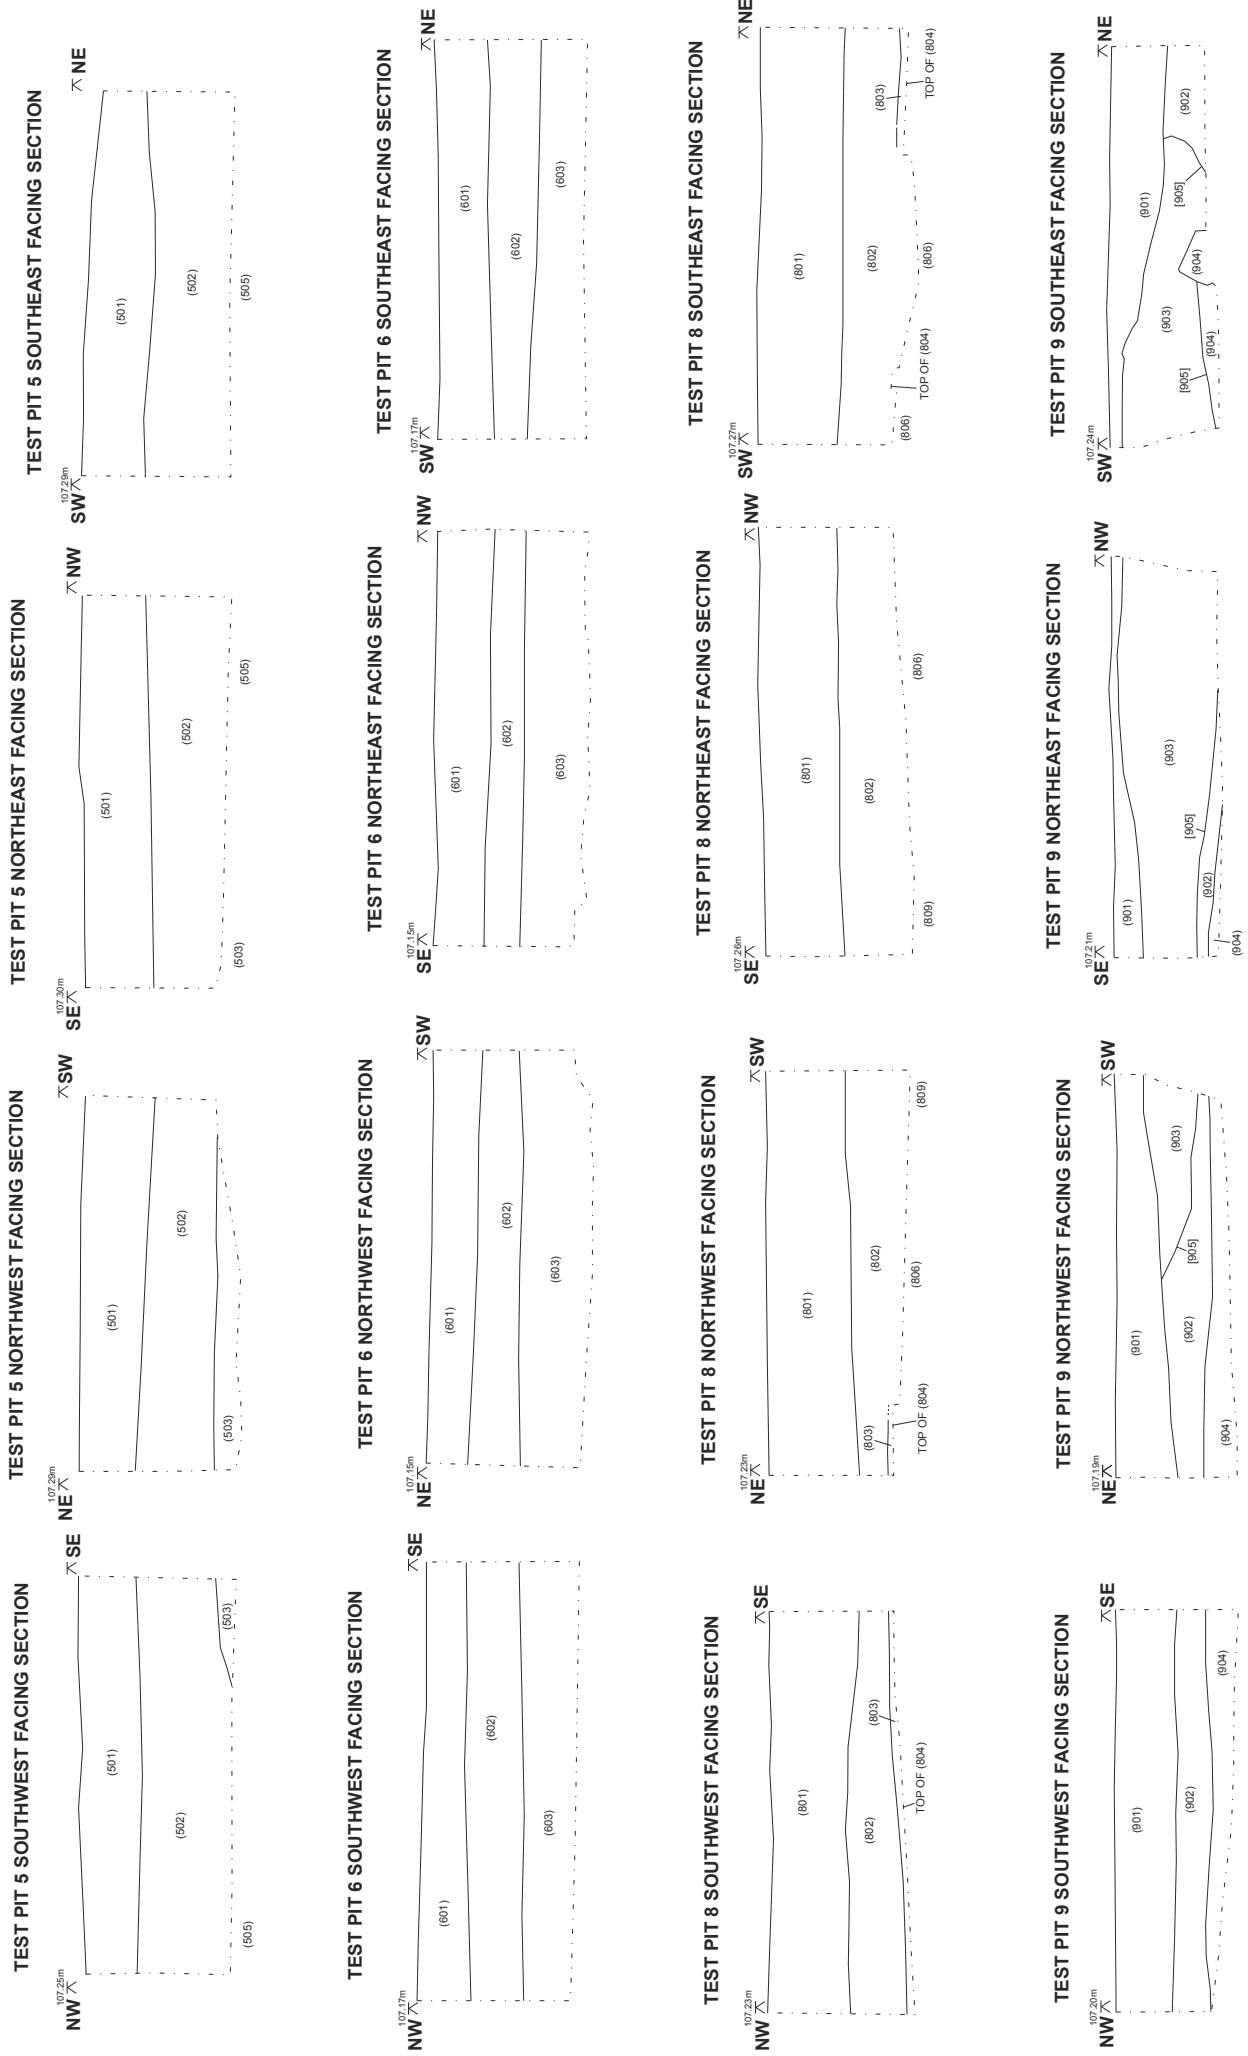 TEST PIT 5 SOUTHWEST FACING SECTION
NW
107.25m
SE
(501)
(502)
(503)
(505)
TEST PIT 5 NORTHWEST FACING SECTION
NE
107.29m
SW
(501)
(502)
(503)
TEST PIT 5 NORTHEAST FACING SECTION
SE
107.30m
NW
(501)
(502)
(503)
(505)
TEST PIT 5 SOUTHEAST FACING SECTION
SW
107.29m
NE
(501)
(502)
(505)
TEST PIT 6 SOUTHWEST FACING SECTION
NW
107.17m
SE
(601)
(602)
(603)
TEST PIT 6 NORTHWEST FACING SECTION
NE
107.15m
SW
(601)
(602)
(603)
TEST PIT 6 NORTHEAST FACING SECTION
SE
107.15m
NW
(601)
(602)
(603)
TEST PIT 6 SOUTHEAST FACING SECTION
SW
107.17m
NE
(601)
(602)
(603)
TEST PIT 8 SOUTHWEST FACING SECTION
NW
107.23m
SE
(801)
(802)
(803)
TOP OF (804)
TEST PIT 8 NORTHWEST FACING SECTION
NE
107.23m
SW
(801)
(802)
(803)
TOP OF (804)
(806)
(809)
TEST PIT 8 NORTHEAST FACING SECTION
SE
107.26m
NW
(801)
(802)
(809)
(806)
TEST PIT 8 SOUTHEAST FACING SECTION
SW
107.27m
NE
(801)
(802)
(803)
(806)
TOP OF (804)
(806)
TOP OF (804)
TEST PIT 9 SOUTHWEST FACING SECTION
NW
107.20m
SE
(901)
(902)
(904)
TEST PIT 9 NORTHWEST FACING SECTION
NE
107.19m
SW
(901)
(903)
(902)
[905]
(904)
TEST PIT 9 NORTHEAST FACING SECTION
SE
107.21m
NW
(901)
(903)
[905]
(902)
(904)
TEST PIT 9 SOUTHEAST FACING SECTION
SW
107.24m
NE
(901)
(903)
(902)
[905]
[905]
(904)
(904)